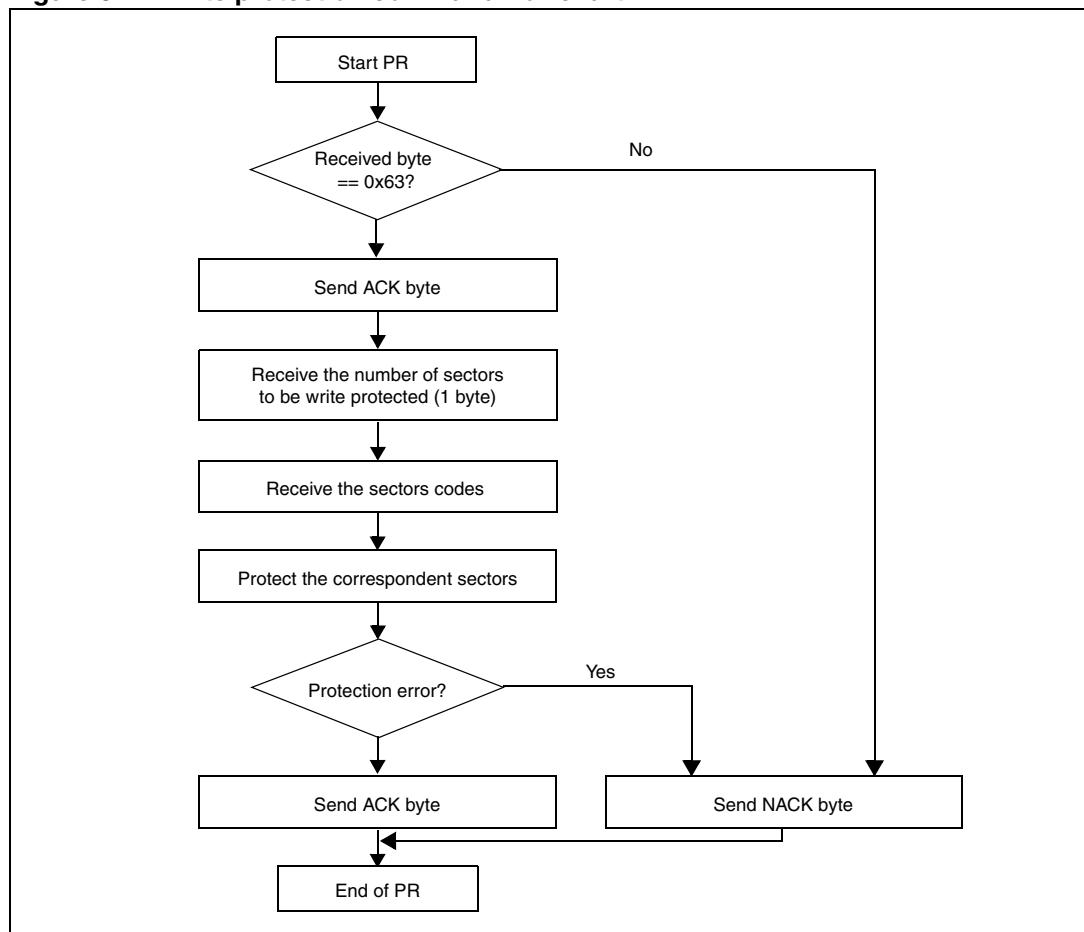 Start PR
Received byte
== 0x63?
No
Send ACK byte
Receive the number of sectors
to be write protected (1 byte)
Receive the sectors codes
Protect the correspondent sectors
Protection error?
Yes
Send ACK byte
Send NACK byte
End of PR